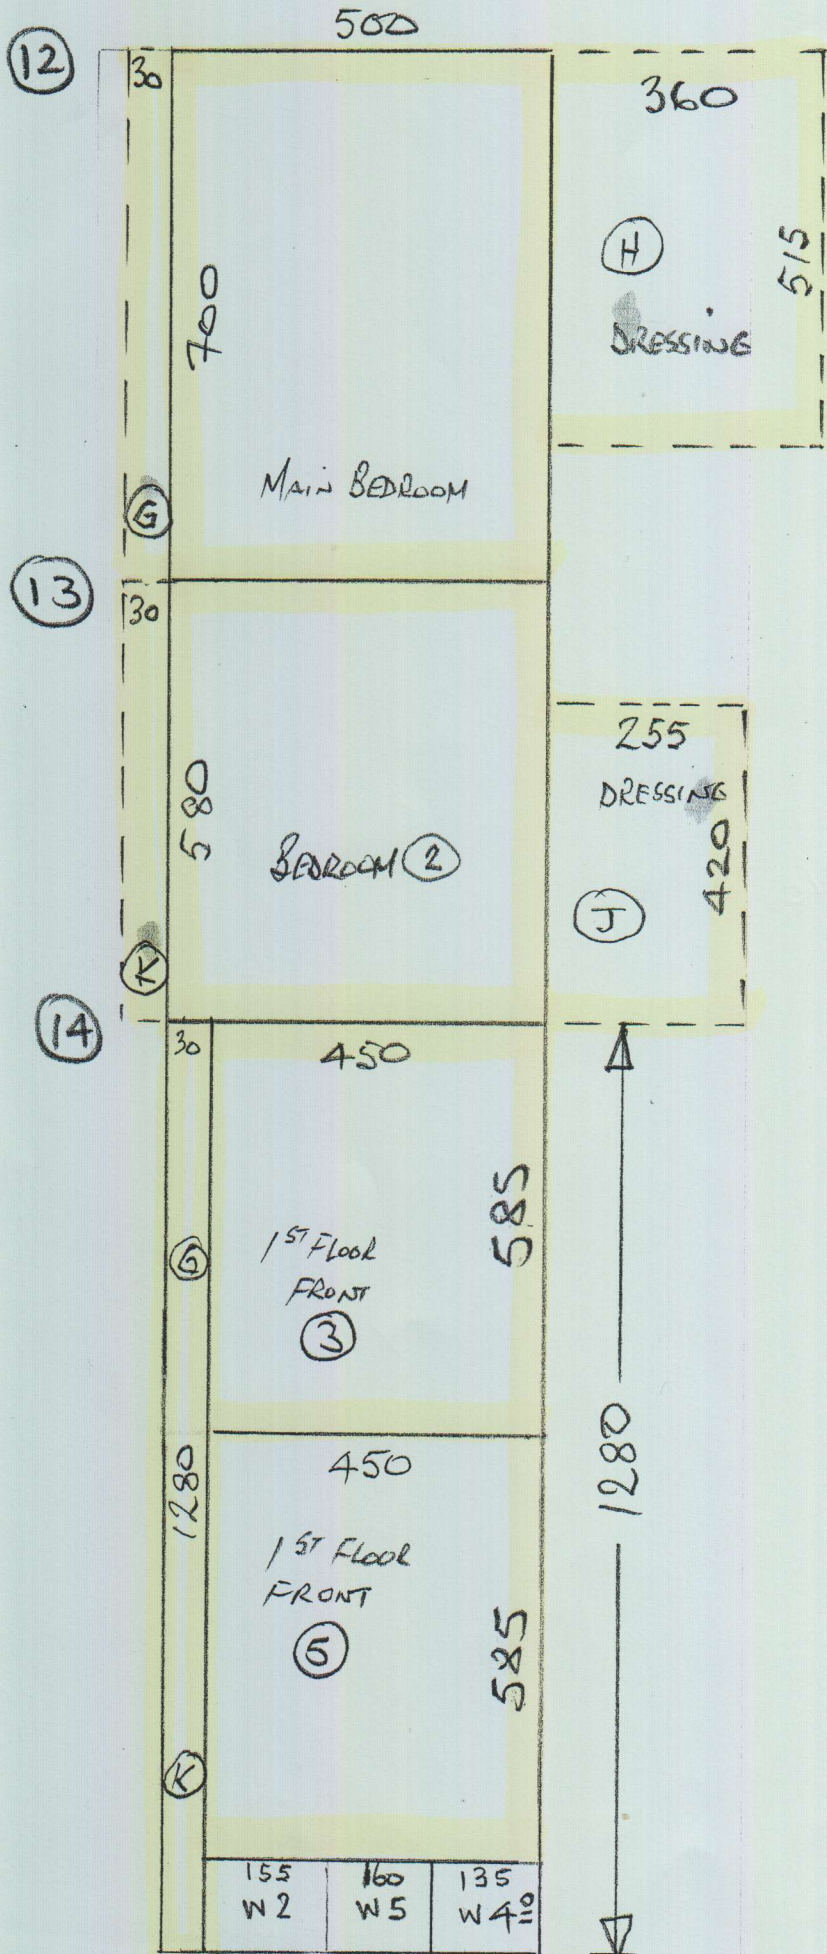 500
12
30
360
H
515
700
DRESSING
MAIN BEDROOM
G
13
30
255
DRESSING
580
420
BEDROOM 2
J
K
14
30
450
585
1ST FLOOR
FRONT
3
G
1280
1280
450
1ST FLOOR
FRONT
5
585
K
155
W2
160
W5
135
W4